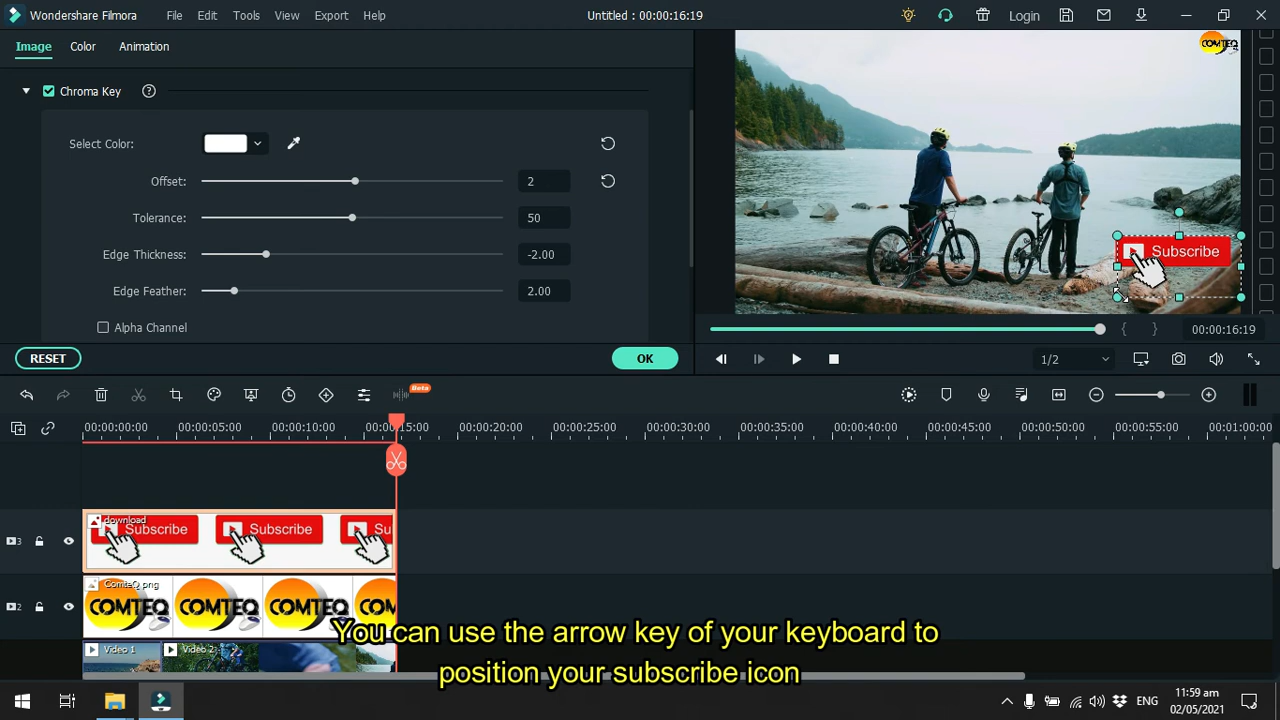 Wondershare Filmora
File Edit Tools View Export Help
Untitled : 00:00:16:19
Login
Image Color Animation
Chroma Key
Select Color:
Offset: 2
Tolerance: 50
Edge Thickness: -2.00
Edge Feather: 2.00
Alpha Channel
RESET
OK
COMTEQ
Subscribe
00:00:16:19
1/2
Beta
00:00:00:00 00:00:05:00 00:00:10:00 00:00:15:00 00:00:20:00 00:00:25:00 00:00:30:00 00:00:35:00 00:00:40:00 00:00:45:00 00:00:50:00 00:00:55:00 00:01:00:00
download
Subscribe Subscribe Su
3
ComteQ png
COMTEQ COMTEQ COMTEQ COM
2
Video 1 Video 2
You can use the arrow key of your keyboard to
position your subscribe icon
ENG
11:59 am
02/05/2021